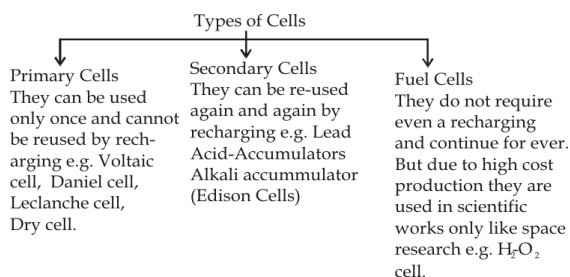 Types of Cells
Primary Cells
They can be used
only once and cannot
be reused by rech-
arging e.g. Voltaic
cell, Daniel cell,
Leclanche cell,
Dry cell.
Secondary Cells
They can be re-used
again and again by
recharging e.g. Lead
Acid-Accumulators
Alkali accummulator
(Edison Cells)
Fuel Cells
They do not require
even a recharging
and continue for ever.
But due to high cost
production they are
used in scientific
works only like space
research e.g. H₂-O₂
cell.